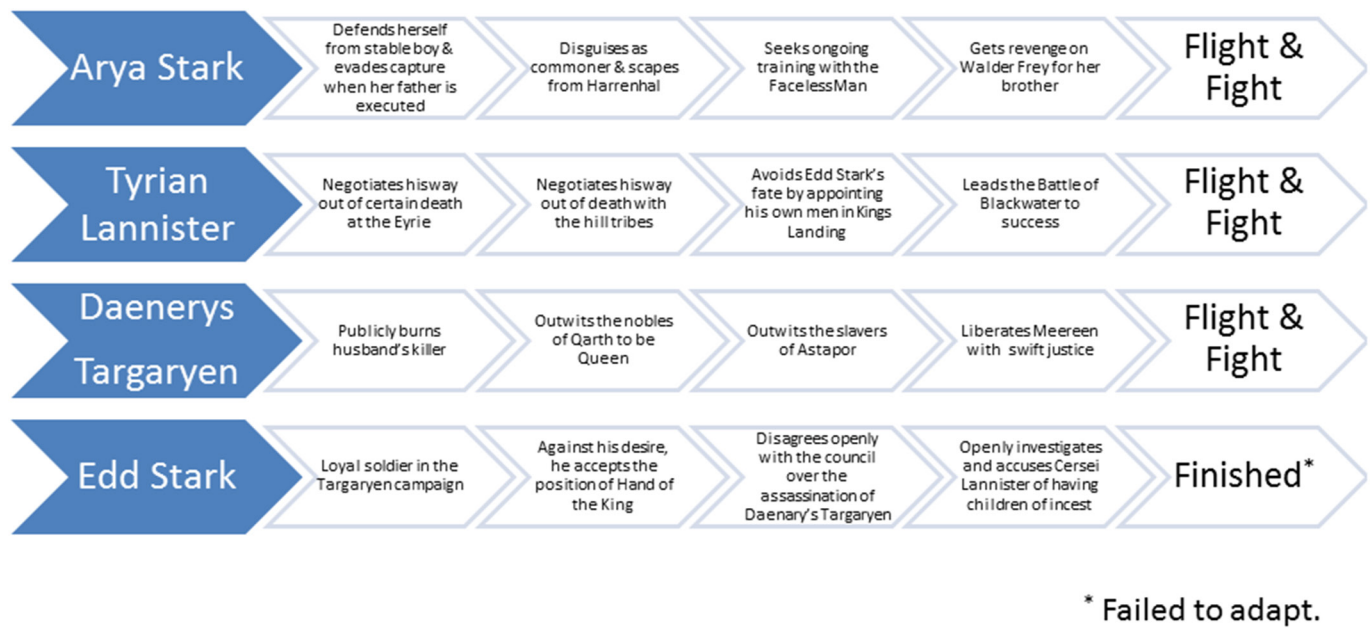 Arya Stark
Defends herself
from stable boy &
evades capture
when her father is
executed
Disguises as
commoner & scapes
from Harrenhal
Seeks ongoing
training with the
FacelessMan
Gets revenge on
Walder Frey for her
brother
Flight &
Fight
Tyrian
Lannister
Negotiates hisway
out of certain death
at the Eyrie
Negotiates hisway
out of death with
the hill tribes
Avoids Edd Stark's
fate by appointing
his own men in Kings
Landing
Leads the Battle of
Blackwater to
success
Flight &
Fight
Daenerys
Targaryen
Publicly burns
husband's killer
Outwits the nobles
of Qarth to be
Queen
Outwits the slavers
of Astapor
Liberates Meereen
with swift justice
Flight &
Fight
Edd Stark
Loyal soldier in the
Targaryen campaign
Against his desire,
he accepts the
position of Hand of
the King
Disagrees openly
with the council
over the
assassination of
Daenary's Targaryen
Openly investigates
and accuses Cersei
Lannister of having
children of incest
Finished*
* Failed to adapt.